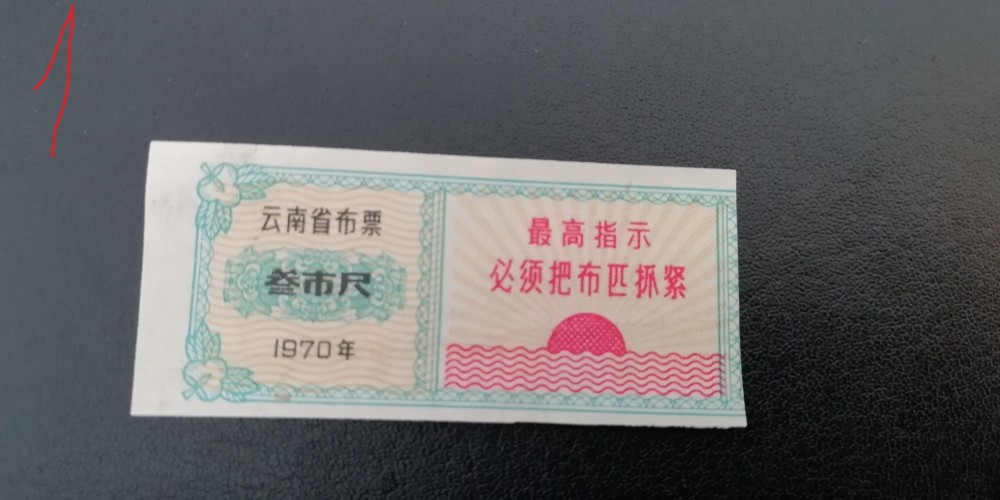 云南省布票
叁市尺
1970年
最高指示
必须把布匹抓紧